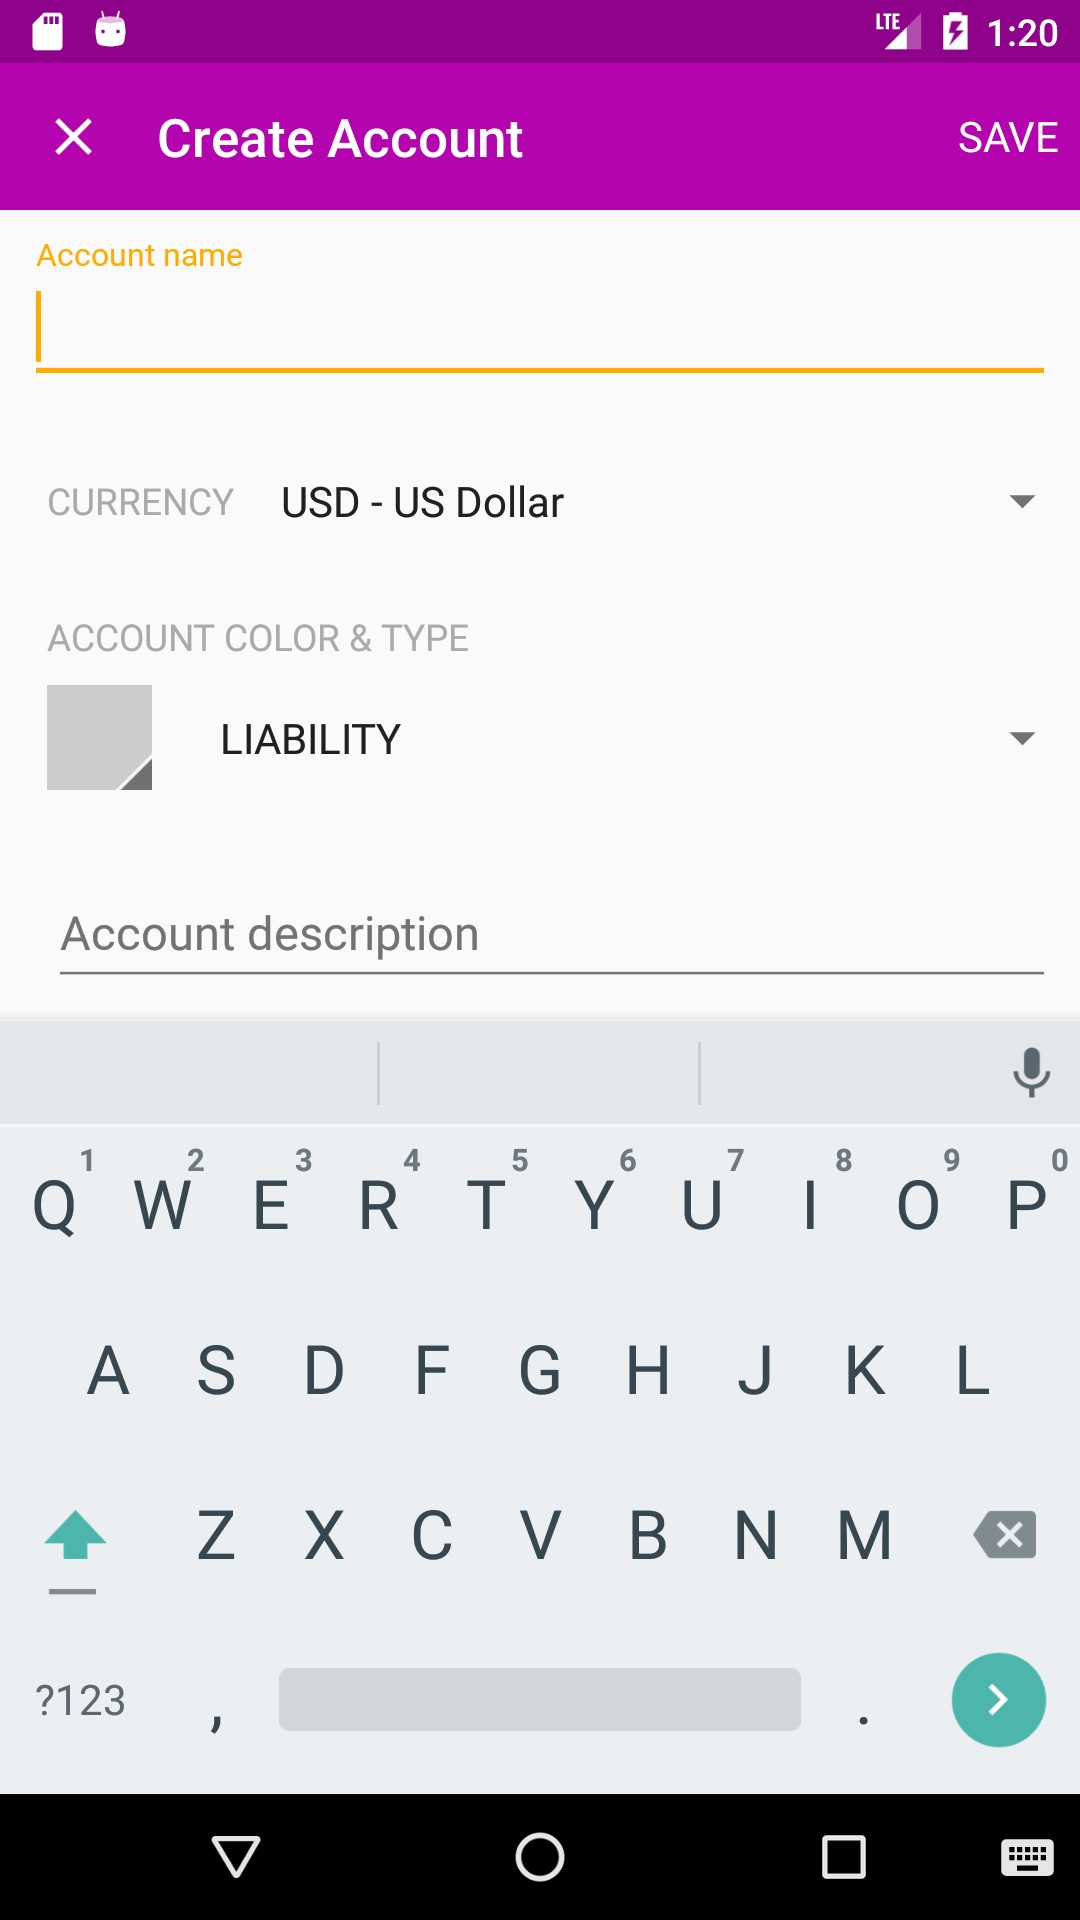 LTE 1:20
Create Account SAVE
Account name
CURRENCY USD - US Dollar
ACCOUNT COLOR & TYPE
LIABILITY
Account description
1 2 3 4 5 6 7 8 9 0
Q W E R T Y U I O P
A S D F G H J K L
Z X C V B N M
?123 , .